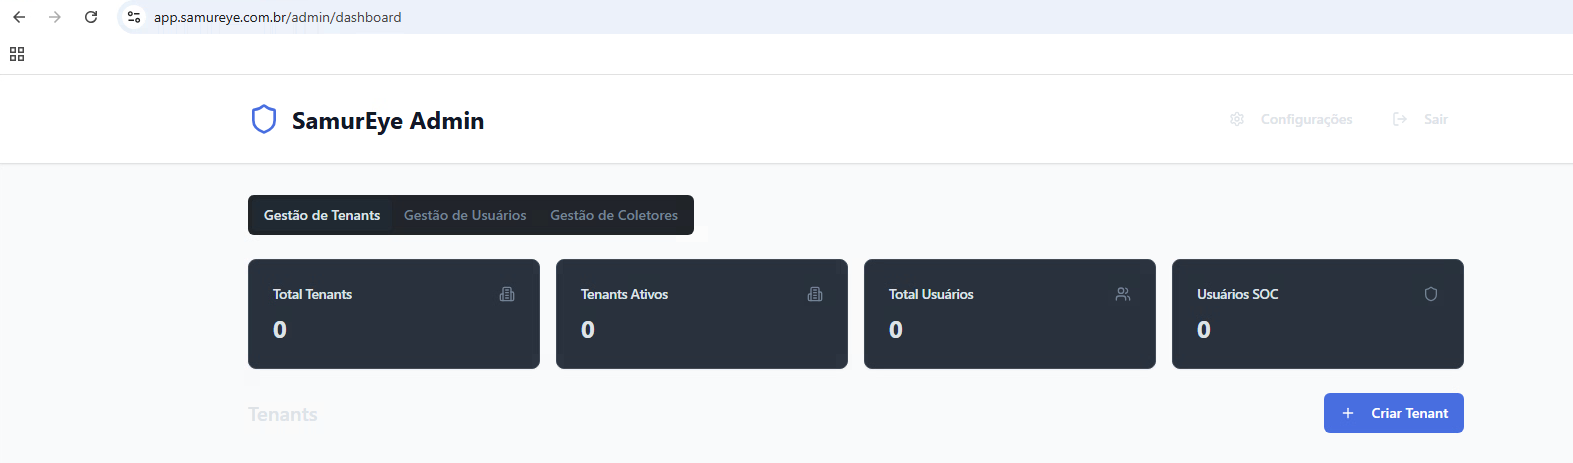 app.samureye.com.br/admin/dashboard
SamurEye Admin
Configurações
Sair
Gestão de Tenants
Gestão de Usuários
Gestão de Coletores
Total Tenants
0
Tenants Ativos
0
Total Usuários
0
Usuários SOC
0
Tenants
Criar Tenant